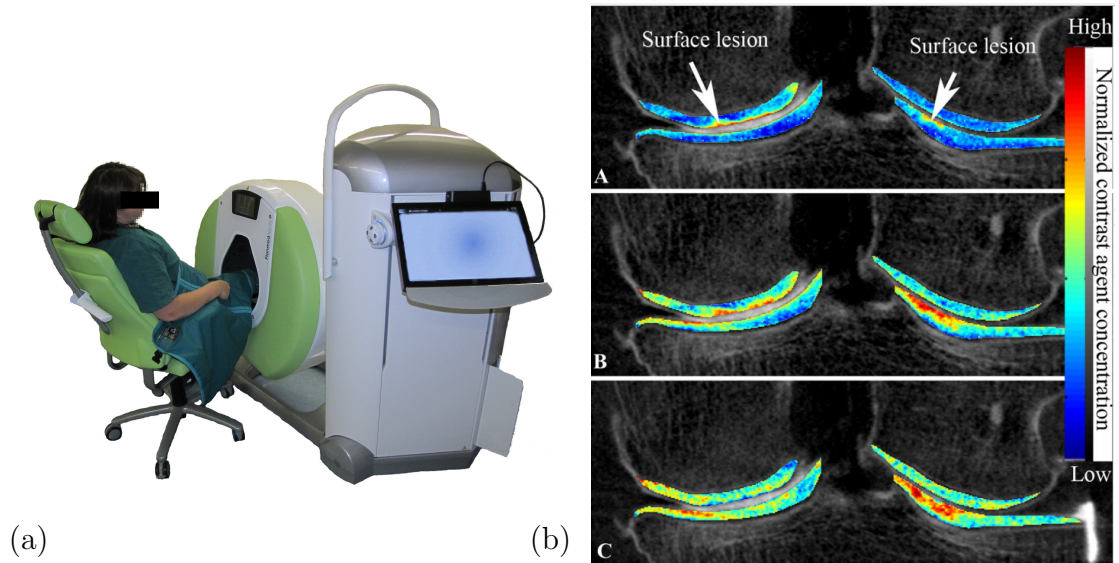 (a)
(b)
Surface lesion
Surface lesion
A
B
C
High
Normalized contrast agent concentration
Low